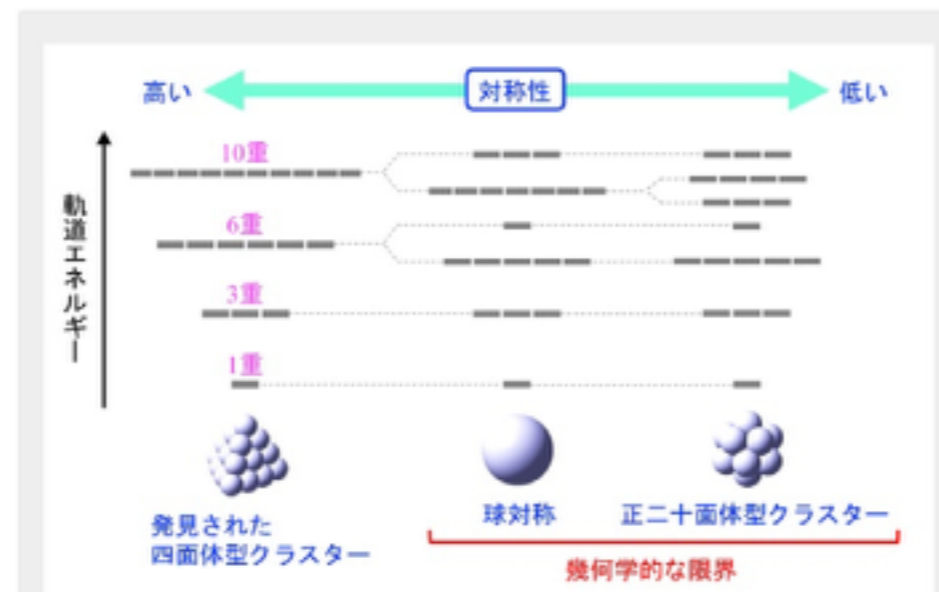 高い
対称性
低い
軌道エネルギー
10重
6重
3重
1重
発見された
四面体型クラスター
球対称
正二十面体型クラスター
幾何学的な限界